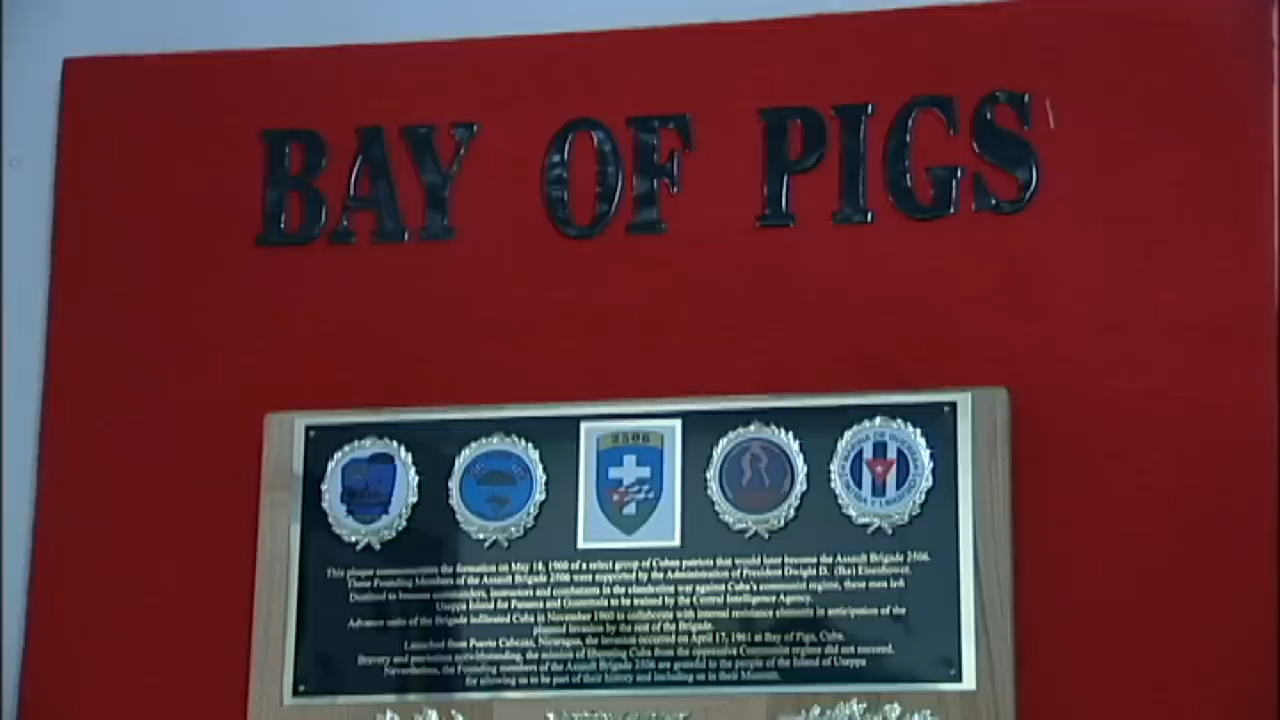 BAY OF PIGS
2506
This plaque commemorates the formation on May 18, 1960 of a select group of Cuban patriots that would later become the Assault Brigade 2506.
These Founding Members of the Assault Brigade 2506 were supported by the Administration of President Dwight D. (Ike) Eisenhower.
Destined to become commanders, instructors and combatants in the clandestine war against Cuba's communist regime, these men left
Useppa Island for Panama and Guatemala to be trained by the Central Intelligence Agency.
Advance units of the Brigade infiltrated Cuba in November 1960 to collaborate with internal resistance elements in anticipation of the
planned invasion by the rest of the Brigade.
Launched from Puerto Cabezas, Nicaragua, the invasion occurred on April 17, 1961 at Bay of Pigs, Cuba.
Bravery and patriotism notwithstanding, the mission of liberating Cuba from the oppressive Communist regime did not succeed.
Nevertheless, the Founding members of the Assault Brigade 2506 are grateful to the people of the Island of Useppa
for allowing us to be part of their history and including us in their Museum.